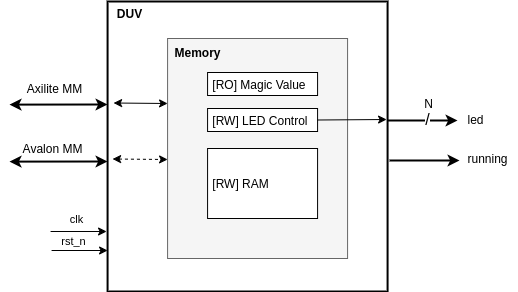 DUV
Memory
Axilite MM
[RO] Magic Value
N
[RW] LED Control
led
Avalon MM
running
[RW] RAM
clk
rst_n